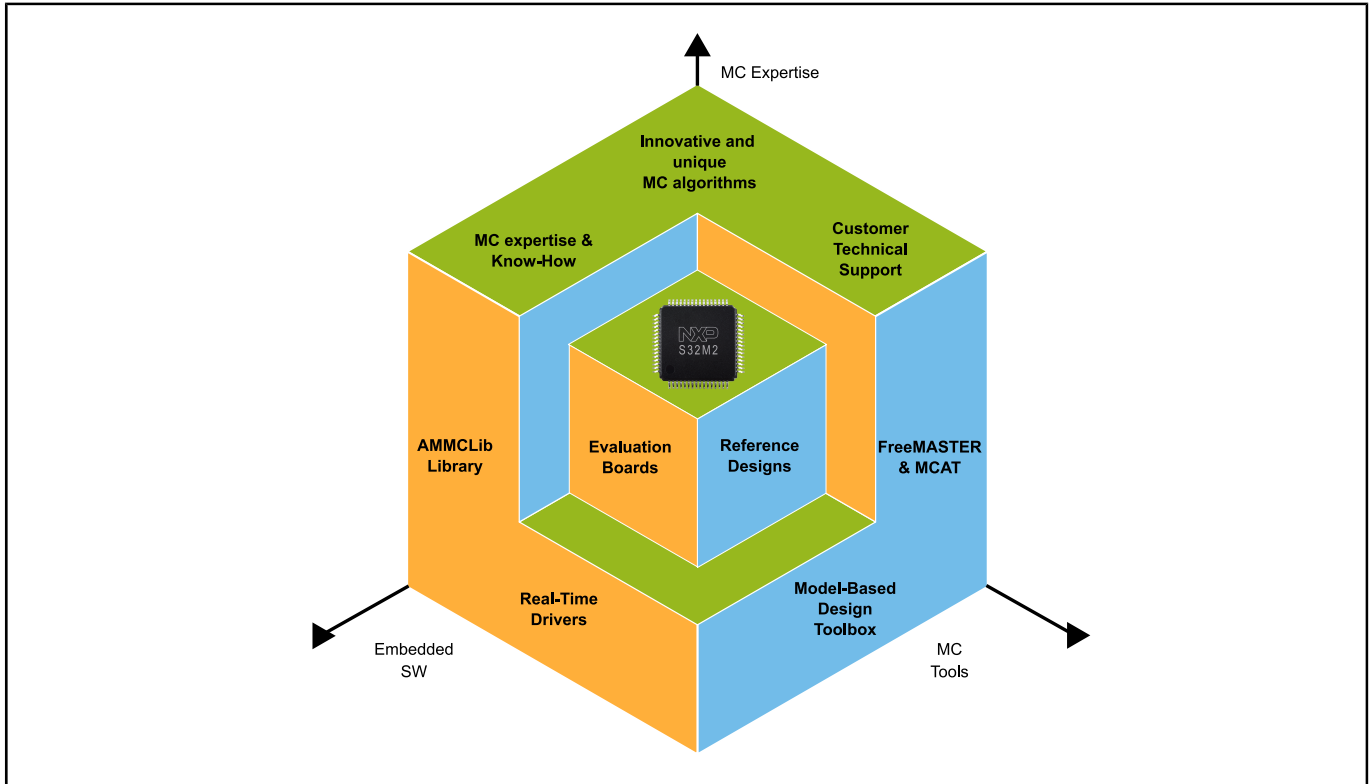 MC Expertise
Innovative and
unique
MC algorithms
MC expertise &
Know-How
Customer
Technical
Support
NXP
S32M2
AMMCLib
Library
Evaluation
Boards
Reference
Designs
FreeMASTER
& MCAT
Real-Time
Drivers
Model-Based
Design
Toolbox
Embedded
SW
MC
Tools